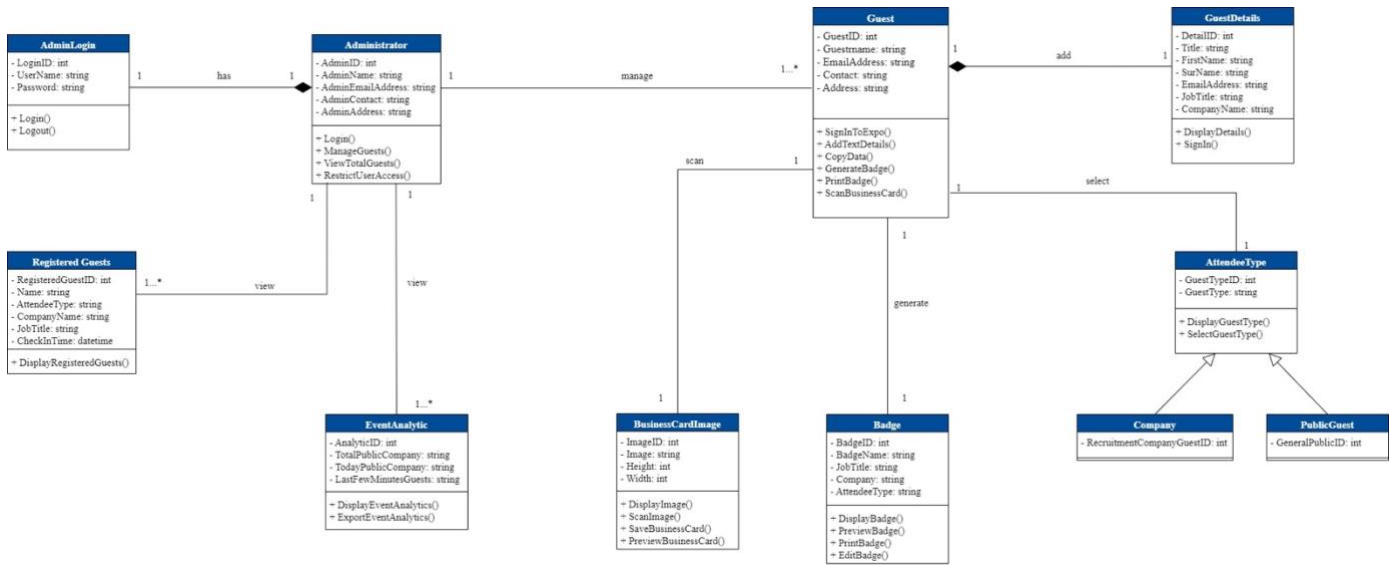 AdminLogin
- LoginID: int
- UserName: string
- Password: string
+ Login()
+ Logout()
1
has
1
Administrator
- AdminID: int
- AdminName: string
- AdminEmailAddress: string
- AdminContact: string
- AdminAddress: string
+ Login()
+ ManageGuests()
+ ViewTotalGuests()
+ RestrictUserAccess()
1
manage
1...*
Guest
- GuestID: int
- Guestrname: string
- EmailAddress: string
- Contact: string
- Address: string
+ SignInToExpo()
+ AddTextDetails()
+ CopyData()
+ GenerateBadge()
+ PrintBadge()
+ ScanBusinessCard()
1
add
1
GuestDetails
- DetailID: int
- Title: string
- FirstName: string
- SurName: string
- EmailAddress: string
- JobTitle: string
- CompanyName: string
+ DisplayDetails()
+ SignIn()
scan
1
1
select
1
1
1
1
Registered Guests
- RegisteredGuestID: int
- Name: string
- AttendeeType: string
- CompanyName: string
- JobTitle: string
- CheckInTime: datetime
+ DisplayRegisteredGuests()
1...*
view
view
generate
AttendeeType
- GuestTypeID: int
- GuestType: string
+ DisplayGuestType()
+ SelectGuestType()
1...*
1
1
EventAnalytic
- AnalyticID: int
- TotalPublicCompany: string
- TodayPublicCompany: string
- LastFewMinutesGuests: string
+ DisplayEventAnalytics()
+ ExportEventAnalytics()
BusinessCardImage
- ImageID: int
- Image: string
- Height: int
- Width: int
+ DisplayImage()
+ ScanImage()
+ SaveBusinessCard()
+ PreviewBusinessCard()
Badge
- BadgeID: int
- BadgeName: string
- JobTitle: string
- Company: string
- AttendeeType: string
+ DisplayBadge()
+ PreviewBadge()
+ PrintBadge()
+ EditBadge()
Company
- RecruitmentCompanyGuestID: int
PublicGuest
- GeneralPublicID: int